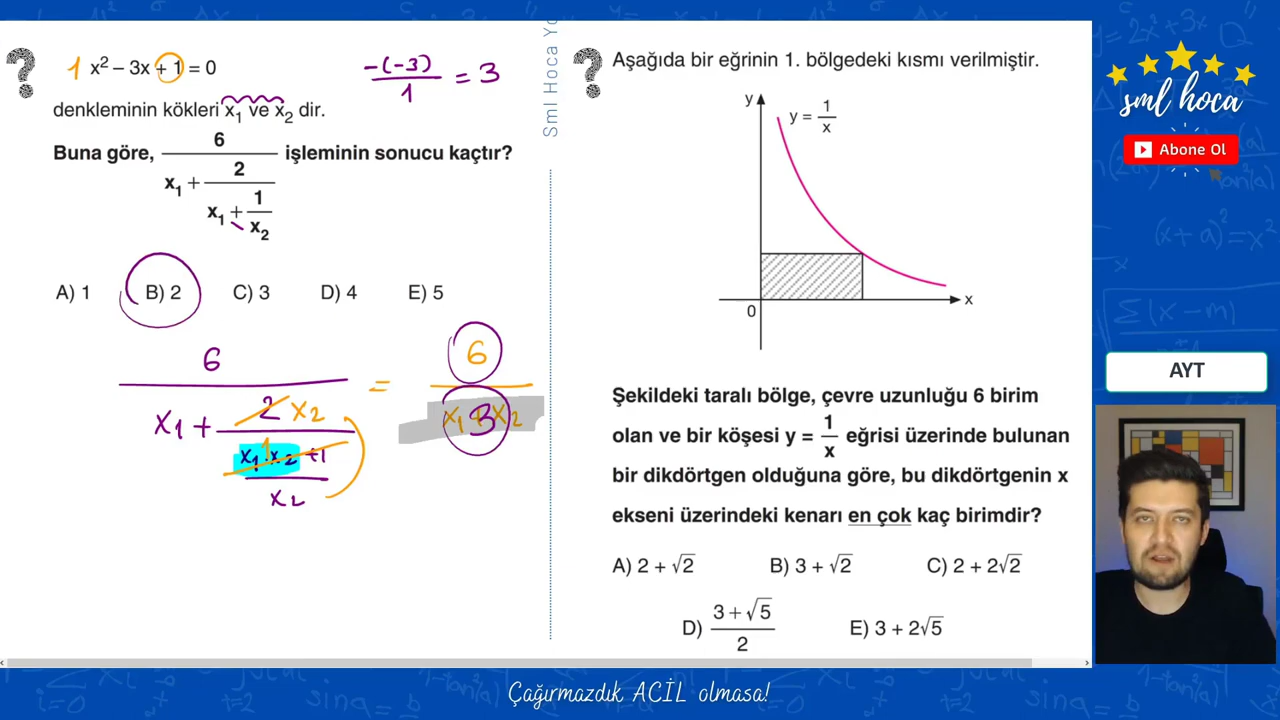 1 x² – 3x + 1 = 0
-(-3)/1 = 3
denkleminin kökleri x₁ ve x₂ dir.
Buna göre, 6/(x₁ + 2/(x₁ + 1/x₂)) işleminin sonucu kaçtır?
A) 1 B) 2 C) 3 D) 4 E) 5
6/(x₁ + 2x₂/((x₁.x₂ + 1)/x₂)) = 6/(x₁ + x₂)
1
3
Sml Hoca Yo
Aşağıda bir eğrinin 1. bölgedeki kısmı verilmiştir.
y
y = 1/x
0
x
Şekildeki taralı bölge, çevre uzunluğu 6 birim
olan ve bir köşesi y = 1/x eğrisi üzerinde bulunan
bir dikdörtgen olduğuna göre, bu dikdörtgenin x
ekseni üzerindeki kenarı en çok kaç birimdir?
A) 2 + √2 B) 3 + √2 C) 2 + 2√2
D) (3 + √5)/2 E) 3 + 2√5
sml hoca
Abone Ol
AYT
Çağırmazdık ACİL olmasa!